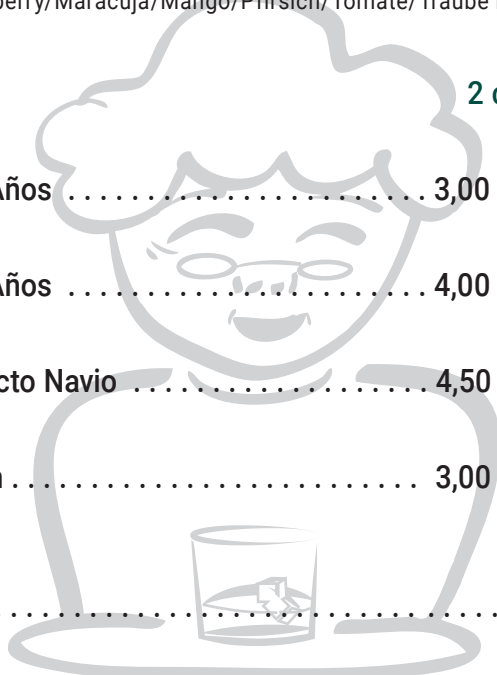 berry/Maracuja/Mango/Pfirsich/Tomate/Traube
2 c
Años ...................... 3,00
Años ...................... 4,00
cto Navio .................. 4,50
.......................... 3,00